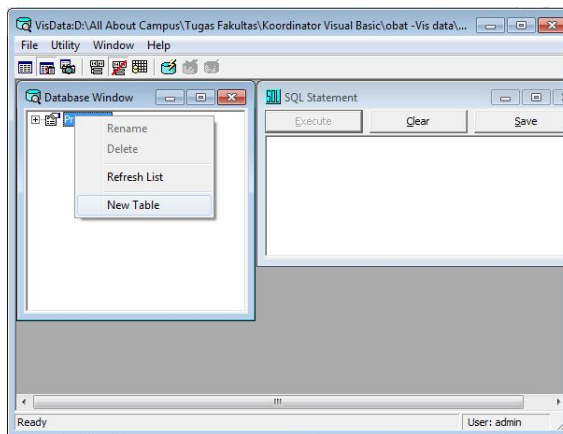 VisData:D:\All About Campus\Tugas Fakultas\Koordinator Visual Basic\obat -Vis data\...
File Utility Window Help
Database Window
SQL Statement
Execute Clear Save
Rename
Delete
Refresh List
New Table
Ready
User: admin